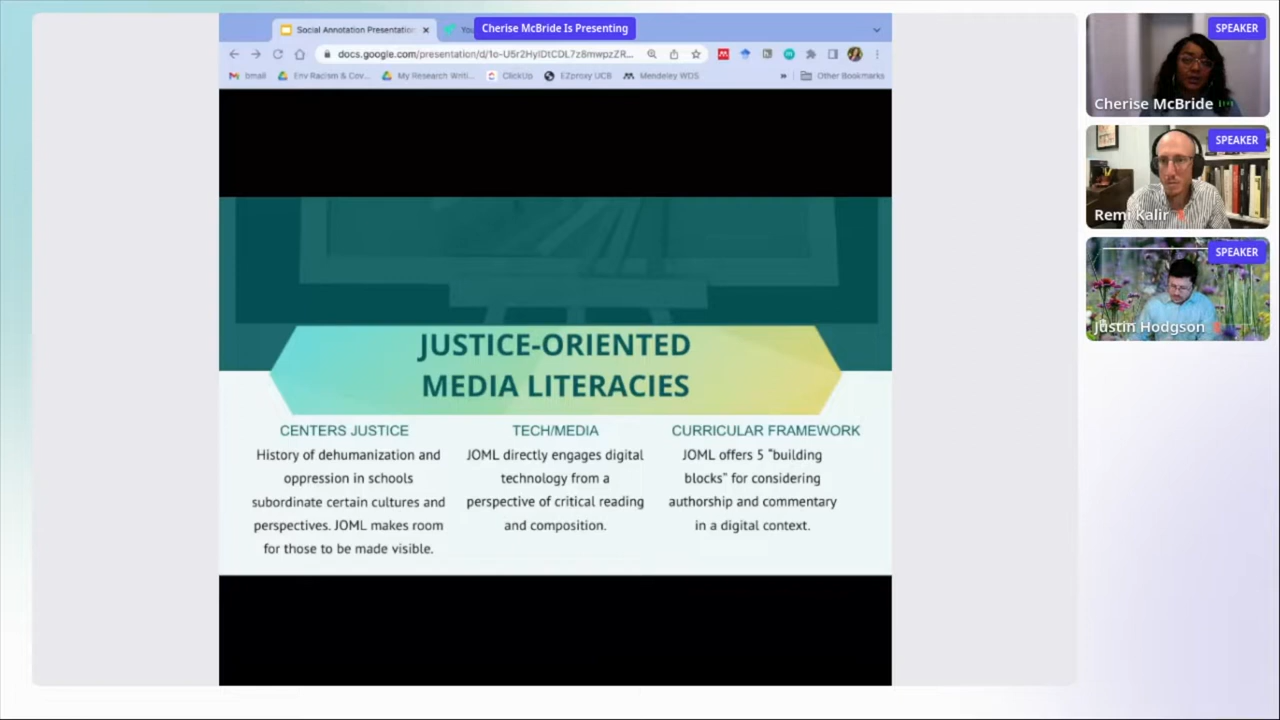 Social Annotation Presentation
You
Cherise McBride Is Presenting
docs.google.com/presentation/d/1o-U5r2HyIDtCDL7z8mwpzZR...
Gmail
Env Racism & Cov...
My Research Writi...
ClickUp
EZproxy UCB
Mendeley WDS
»
Other Bookmarks
JUSTICE-ORIENTED
MEDIA LITERACIES
CENTERS JUSTICE
History of dehumanization and
oppression in schools
subordinate certain cultures and
perspectives. JOML makes room
for those to be made visible.
TECH/MEDIA
JOML directly engages digital
technology from a
perspective of critical reading
and composition.
CURRICULAR FRAMEWORK
JOML offers 5 “building
blocks” for considering
authorship and commentary
in a digital context.
SPEAKER
Cherise McBride
SPEAKER
Remi Kalir
SPEAKER
Justin Hodgson